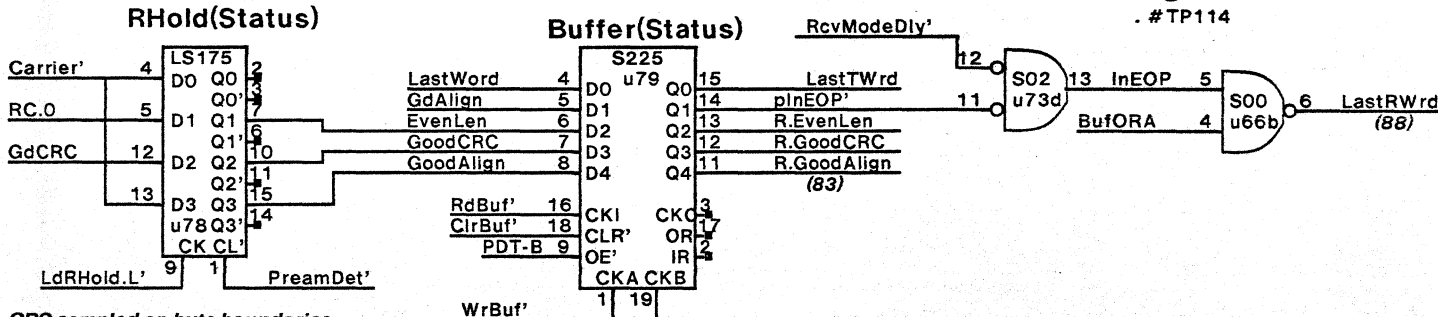 RHold(Status)
Buffer(Status)
. #TP114
RcvModeDly'
LS175
S225
u79
Carrier' 4 D0 Q0 2
Q0' 3
RC.0 5 D1 Q1 7
Q1' 6
GdCRC 12 D2 Q2 10
Q2' 11
13 D3 Q3 15
u78 Q3' 14
CK CL'
9 1
LdRHold.L' PreamDet'
LastWord 4 D0 Q0 15 LastTWrd
GdAlign 5 D1 Q1 14 pInEOP'
EvenLen 6 D2 Q2 13 R.EvenLen
GoodCRC 7 D3 Q3 12 R.GoodCRC
GoodAlign 8 D4 Q4 11 R.GoodAlign
(83)
RdBuf' 16 CKI CKO 3
ClrBuf' 18 CLR' OR 17
PDT-B 9 OE' IR 2
CKA CKB
1 19
WrBuf'
12
11
S02
u73d
13 InEOP 5
BufORA 4
S00
u66b
6 LastRWrd
(88)